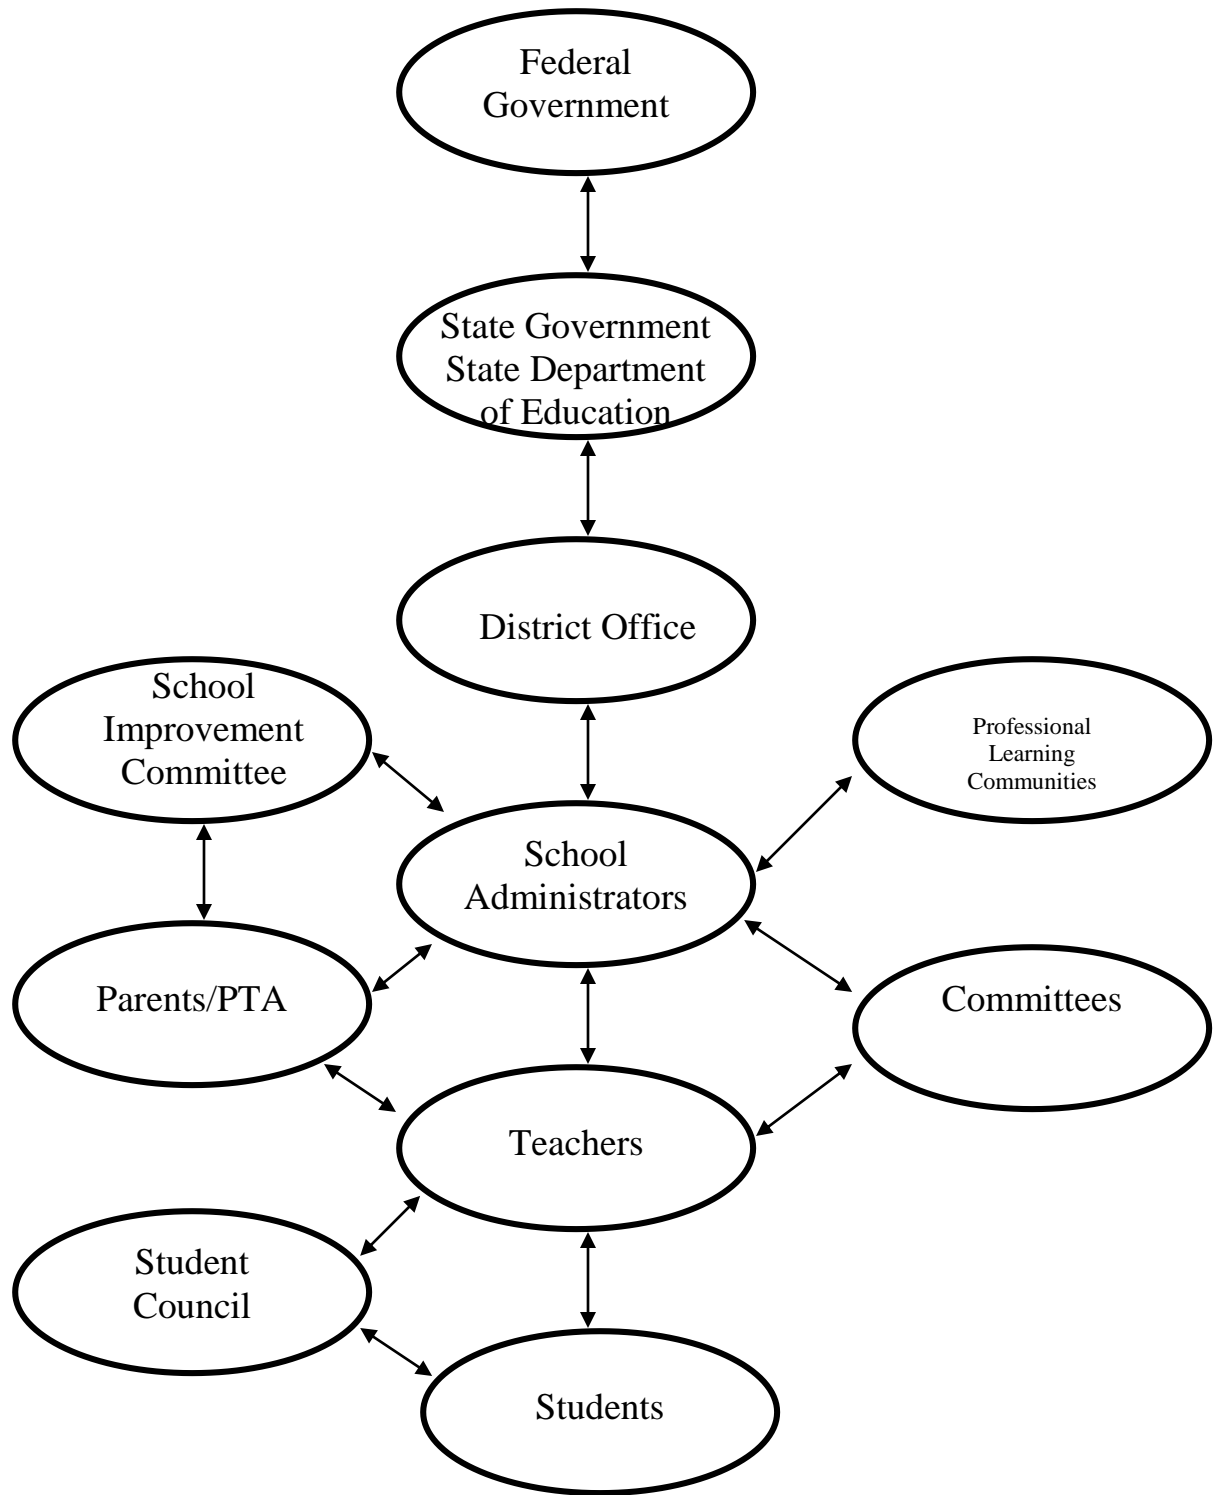 Federal
Government
State Government
State Department
of Education
District Office
School
Improvement
Committee
Professional
Learning
Communities
School
Administrators
Parents/PTA
Committees
Teachers
Student
Council
Students